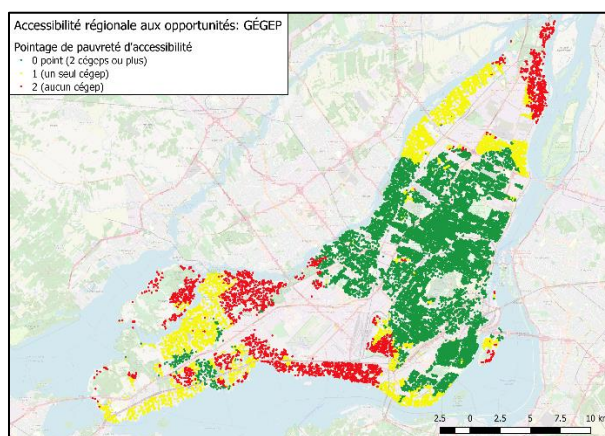 Accessibilité régionale aux opportunités: GÉGEP
Pointage de pauvreté d'accessibilité
0 point (2 cégeps ou plus)
1 (un seul cégep)
2 (aucun cégep)
2.5 0 2.5 5 7.5 10 km